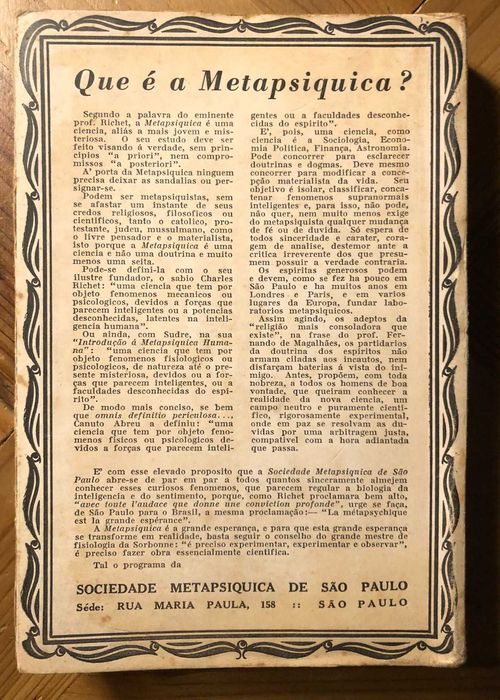 Que é a Metapsiquica?
Segundo a palavra do eminente
prof. Richet, a Metapsiquica é uma
ciencia, aliás a mais jovem e mis-
teriosa. O seu estudo deve ser
feito visando á verdade, sem prin-
cipios "a priori", nem compro-
missos "a posteriori".
A' porta da Metapsiquica ninguem
precisa deixar as sandalias ou per-
signar-se.
Podem ser metapsiquistas, sem
se afastar um instante de seus
credos religiosos, filosoficos ou
cientificos, tanto o catolico, pro-
testante, judeu, mussulmano, como
o livre pensador e o materialista,
isto porque a Metapsiquica é uma
ciencia e não uma doutrina e muito
menos uma seita.
Pode-se defini-la com o seu
ilustre fundador, o sabio Charles
Richet: "uma ciencia que tem por
objeto fenomenos mecanicos ou
psicologicos, devidos a forças que
parecem inteligentes ou a potencias
desconhecidas, latentes na inteli-
gencia humana".
Ou ainda, com Sudre, na sua
"Introdução á Metapsiquica Huma-
na": "uma ciencia que tem por
objeto fenomenos fisiologicos ou
psicologicos, de natureza até o pre-
sente misteriosa, devidos ou a for-
ças que parecem inteligentes, ou a
faculdades desconhecidas do espi-
rito".
De modo mais conciso, se bem
que omnis definitio periculosa...,
Canuto Abreu a definiu: "uma
ciencia que tem por objeto feno-
menos fisicos ou psicologicos de-
vidos a forças que parecem inteli-
gentes ou a faculdades desconhe-
cidas do espirito".
E', pois, uma ciencia, como
ciencia é a Sociologia, Econo-
mia Politica, Finança, Astronomia.
Pode concorrer para esclarecer
doutrinas e dogmas. Deve mesmo
concorrer para modificar a conce-
pção materialista da vida. Seu
objetivo é isolar, classificar, conca-
tenar fenomenos supranormais
inteligentes e, para isso, não pode,
não quer, nem muito menos exige
do metapsiquista qualquer mudança
de fé ou de duvida. Só espera de
todos sinceridade e carater, cora-
gem de analise, destemor ante a
critica irreverente dos que presu-
mem possuir a verdade contraria.
Os espiritas generosos podem
e devem, como se fez ha pouco em
São Paulo e ha muitos anos em
Londres e Paris, e em varios
lugares da Europa, fundar labo-
ratorios metapsiquicos.
Assim agindo, os adeptos da
"religião mais consoladora que
existe", na frase do prof. Fer-
nando de Magalhães, os partidarios
da doutrina dos espiritos não
armam ciladas aos incautos, nem
disfarçam baterias á vista do ini-
migo. Antes, propõem, com toda
nobreza, a todos os homens de boa
vontade, que queiram conhecer a
realidade da nova ciencia, um
campo neutro e puramente cienti-
fico, rigorosamente experimental,
onde em paz se resolvam as du-
vidas por uma arbitragem justa,
compativel com a hora adiantada
que passa.
E' com esse elevado proposito que a Sociedade Metapsiquica de São
Paulo abre-se de par em par a todos quantos sinceramente almejem
conhecer esses curiosos fenomenos, que parecem regular a biologia da
inteligencia e do sentimento, porque, como Richet proclamara bem alto,
"avec toute l'audace que donne une conviction profonde", urge se faça,
de São Paulo para o Brasil, a mesma proclamação:— "La métapsychique
est la grande espérance".
A Metapsiquica é a grande esperança, e para que esta grande esperança
se transforme em realidade, basta seguir o conselho do grande mestre de
fisiologia da Sorbonne: "é preciso experimentar, experimentar e observar",
é preciso fazer obra essencialmente cientifica.
Tal o programa da
SOCIEDADE METAPSIQUICA DE SÃO PAULO
Séde: RUA MARIA PAULA, 158 :: SÃO PAULO